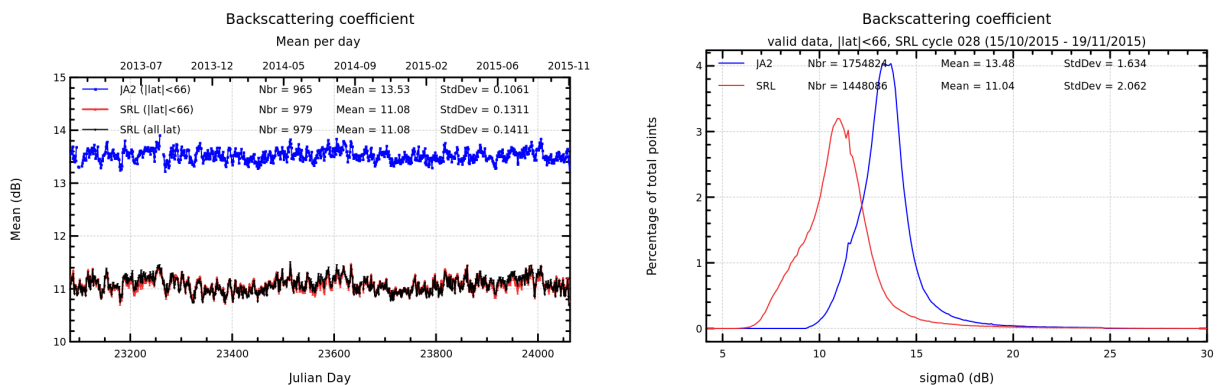 Backscattering coefficient
Mean per day
2013-07 2013-12 2014-05 2014-09 2015-02 2015-06 2015-11
15
JA2 (|lat|<66) Nbr = 965 Mean = 13.53 StdDev = 0.1061
SRL (|lat|<66) Nbr = 979 Mean = 11.08 StdDev = 0.1311
SRL (all lat) Nbr = 979 Mean = 11.08 StdDev = 0.1411
14
13
12
11
10
Mean (dB)
23200 23400 23600 23800 24000
Julian Day
Backscattering coefficient
valid data, |lat|<66, SRL cycle 028 (15/10/2015 - 19/11/2015)
JA2 Nbr = 1754824 Mean = 13.48 StdDev = 1.634
SRL Nbr = 1448086 Mean = 11.04 StdDev = 2.062
4
3
2
1
0
Percentage of total points
5 10 15 20 25 30
sigma0 (dB)